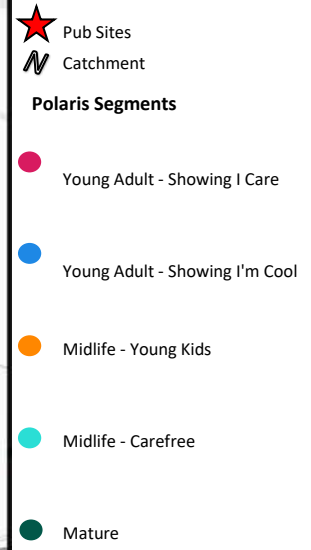 Pub Sites
Catchment
Polaris Segments
Young Adult - Showing I Care
Young Adult - Showing I'm Cool
Midlife - Young Kids
Midlife - Carefree
Mature